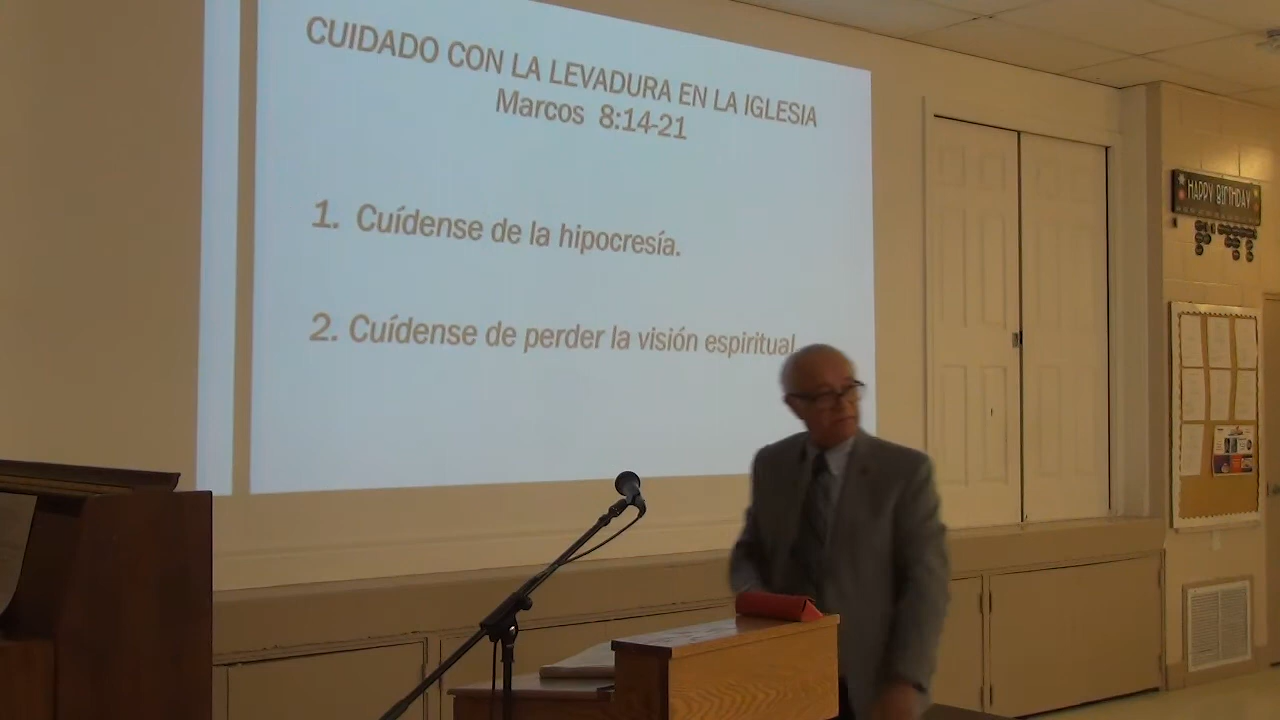 CUIDADO CON LA LEVADURA EN LA IGLESIA
Marcos 8:14-21
1. Cuídense de la hipocresía.
2. Cuídense de perder la visión espiritual.
HAPPY BIRTHDAY